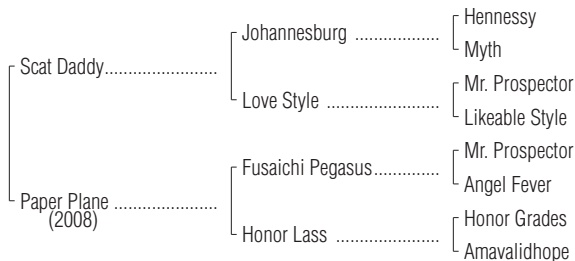 Hennessy
Johannesburg ..................
Myth
Scat Daddy........................
Mr. Prospector
Love Style ........................
Likeable Style
Mr. Prospector
Fusaichi Pegasus..............
Angel Fever
Paper Plane ......................
(2008)
Honor Grades
Honor Lass ......................
Amavalidhope